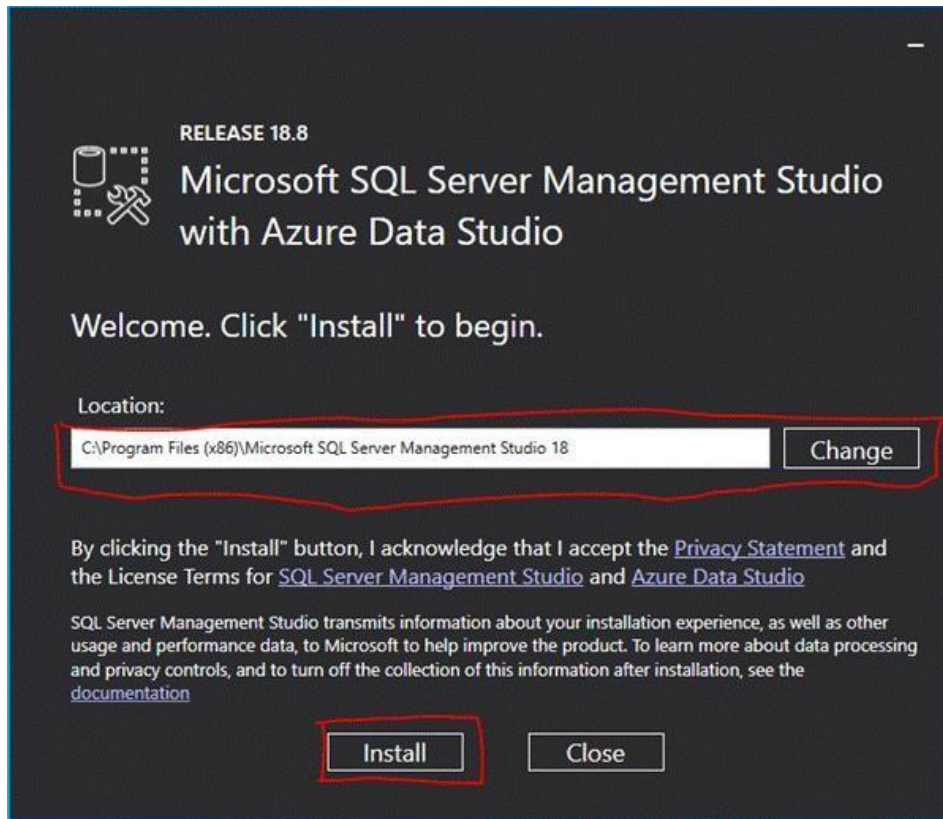 RELEASE 18.8
Microsoft SQL Server Management Studio
with Azure Data Studio
Welcome. Click "Install" to begin.
Location:
C:\Program Files (x86)\Microsoft SQL Server Management Studio 18
Change
By clicking the "Install" button, I acknowledge that I accept the Privacy Statement and
the License Terms for SQL Server Management Studio and Azure Data Studio
SQL Server Management Studio transmits information about your installation experience, as well as other
usage and performance data, to Microsoft to help improve the product. To learn more about data processing
and privacy controls, and to turn off the collection of this information after installation, see the
documentation
Install
Close